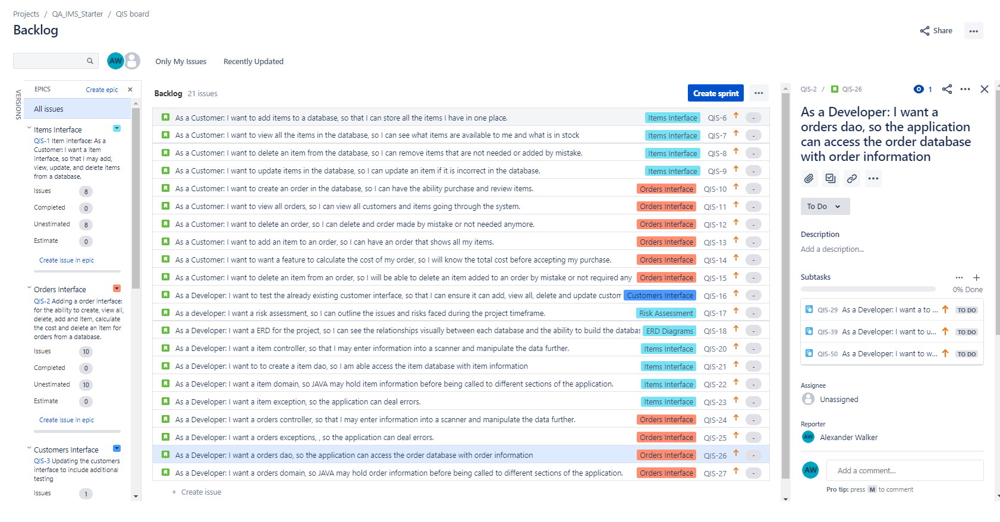 Projects / QA_IMS_Starter / QIS board
Backlog
Share
AW
Only My Issues
Recently Updated
VERSIONS
EPICS
Create epic
All issues
Items Interface
QIS-1 Item interface: As a
Customer: I want a item
interface, so that I may add,
view, update, and delete items
from a database.
Issues 8
Completed 0
Unestimated 8
Estimate 0
Create issue in epic
Orders Interface
QIS-2 Adding a order interface:
for the ability to create, view all,
delete, add and item, calculate
the cost and delete an item for
orders from a database.
Issues 10
Completed 0
Unestimated 10
Estimate 0
Create issue in epic
Customers Interface
QIS-3 Updating the customers
interface to include additional
testing
Issues 1
Backlog 21 issues
Create sprint
As a Customer: I want to add items to a database, so that I can store all the items I have in one place. Items Interface QIS-6 -
As a Customer: I want to view all the items in the database, so I can see what items are available to me and what is in stock Items Interface QIS-7 -
As a Customer: I want to delete an item from the database, so I can remove items that are not needed or added by mistake. Items Interface QIS-8 -
As a Customer: I want to update items in the database, so I can update an item if it is incorrect in the database. Items Interface QIS-9 -
As a Customer: I want to create an order in the database, so I can have the ability purchase and review items. Orders Interface QIS-10 -
As a Customer: I want to view all orders, so I can view all customers and items going through the system. Orders Interface QIS-11 -
As a Customer: I want to delete an order, so I can delete and order made by mistake or not needed anymore. Orders Interface QIS-12 -
As a Customer: I want to add an item to an order, so I can have an order that shows all my items. Orders Interface QIS-13 -
As a Customer: I want to want a feature to calculate the cost of my order, so I will know the total cost before accepting my purchase. Orders Interface QIS-14 -
As a Customer: I want to delete an item from an order, so I will be able to delete an item added to an order by mistake or not required any Orders Interface QIS-15 -
As a Developer: I want to test the already existing customer interface, so that I can ensure it can add, view all, delete and update custom Customers Interface QIS-16 -
As a developer: I want a risk assessment, so I can outline the issues and risks faced during the project timeframe. Risk Assessment QIS-17 -
As a Developer: I want a ERD for the project, so I can see the relationships visually between each database and the ability to build the databas ERD Diagrams QIS-18 -
As a Developer: I want a item controller, so that I may enter information into a scanner and manipulate the data further. Items Interface QIS-20 -
As a Developer: I want to to create a item dao, so I am able access the item database with item information Items Interface QIS-21 -
As a Developer: I want a item domain, so JAVA may hold item information before being called to different sections of the application. Items Interface QIS-22 -
As a Developer: I want a item exception, so the application can deal errors. Items Interface QIS-23 -
As a Developer: I want a orders controller, so that I may enter information into a scanner and manipulate the data further. Orders Interface QIS-24 -
As a Developer: I want a orders exceptions, , so the application can deal errors. Orders Interface QIS-25 -
As a Developer: I want a orders dao, so the application can access the order database with order information Orders Interface QIS-26 -
As a Developer: I want a orders domain, so JAVA may hold order information before being called to different sections of the application. Orders Interface QIS-27 -
+ Create issue
QIS-2 / QIS-26
1
As a Developer: I want a
orders dao, so the application
can access the order database
with order information
To Do
Description
Add a description...
Subtasks
0% Done
QIS-29 As a Developer: I want a to ... TO DO
QIS-39 As a Developer: I want to u... TO DO
QIS-50 As a Developer: I want to w... TO DO
Assignee
Unassigned
Reporter
AW Alexander Walker
AW Add a comment...
Pro tip: press M to comment